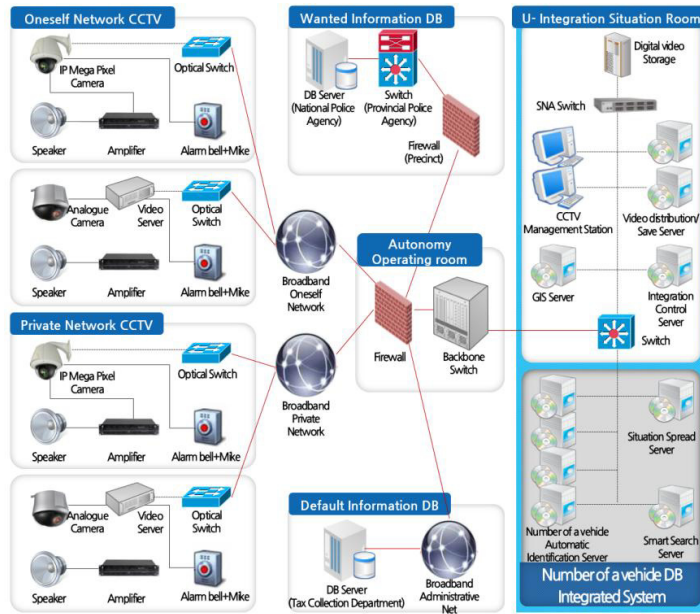 Oneself Network CCTV
IP Mega Pixel
Camera
Optical Switch
Speaker
Amplifier
Alarm bell+Mike
Analogue
Camera
Video
Server
Optical
Switch
Speaker
Amplifier
Alarm bell+Mike
Private Network CCTV
IP Mega Pixel
Camera
Optical Switch
Speaker
Amplifier
Alarm bell+Mike
Analogue
Camera
Video
Server
Optical
Switch
Speaker
Amplifier
Alarm bell+Mike
Wanted Information DB
DB Server
(National Police
Agency)
Switch
(Provincial Police
Agency)
Firewall
(Precinct)
Broadband
Oneself
Network
Broadband
Private
Network
Autonomy
Operating room
Firewall
Backbone
Switch
Default Information DB
DB Server
(Tax Collection Department)
Broadband
Administrative
Net
U- Integration Situation Room
Digital video
Storage
SNA Switch
CCTV
Management Station
Video distribution/
Save Server
GIS Server
Integration
Control
Server
Switch
Situation Spread
Server
Number of a vehicle
Automatic
Identification Server
Smart Search
Server
Number of a vehide DB
Integrated System